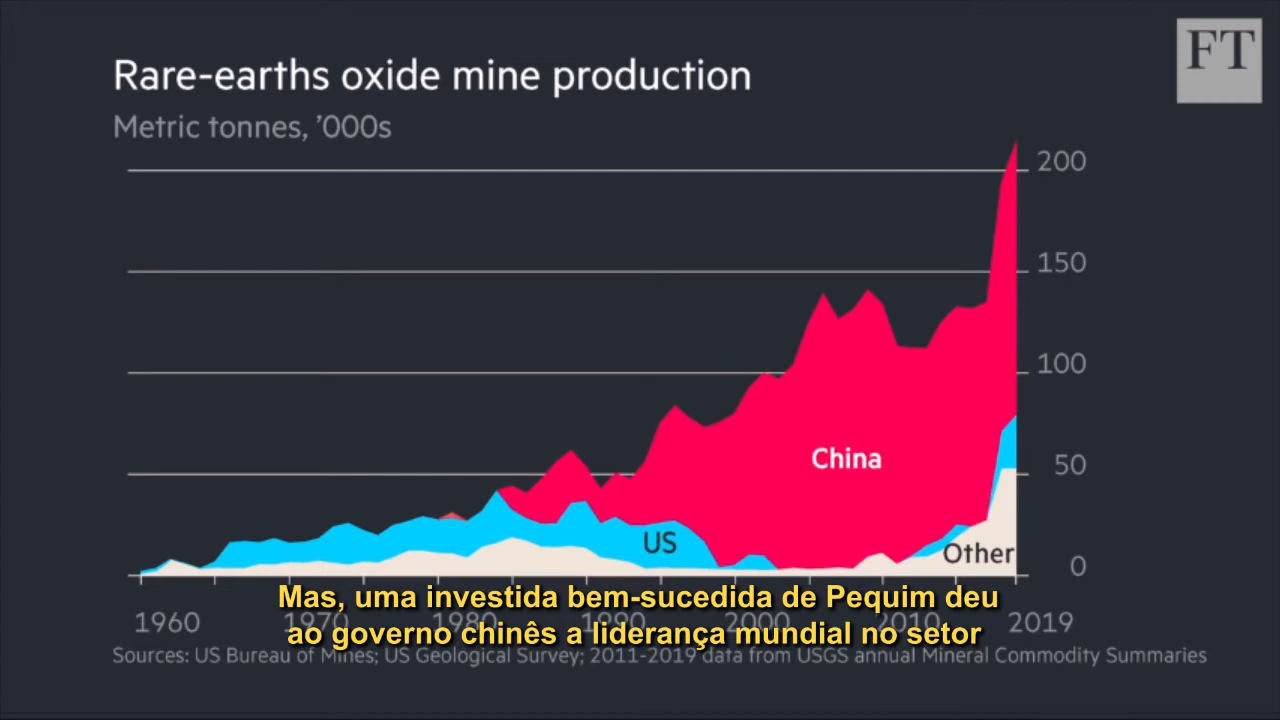 FT
Rare-earths oxide mine production
Metric tonnes, ’000s
200
150
100
China
50
US
Other
0
Mas, uma investida bem-sucedida de Pequim deu
1960 1970 1980 1990 2000 2010 2019
ao governo chinês a liderança mundial no setor
Sources: US Bureau of Mines; US Geological Survey; 2011-2019 data from USGS annual Mineral Commodity Summaries